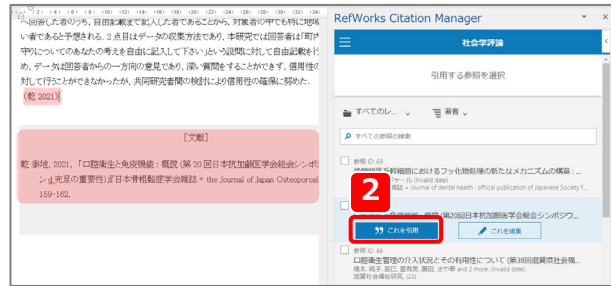 へ回答した者のうち，自由記載まで記入した者であることから，対象者の中でも特に地域
い者であると予想される．2 点目はデータの収集方法であり，本研究では回答者は「町内
守りについてのあなたの考えを自由に記入して下さい」という設問に対して自由記載を行
め，データは回答者からの一方向の意見であり，深い質問をすることができず，信用性の
対して行うことができなかったが，共同研究者間の検討により信用性の確保に努めた．
(乾 2021)
[文献]
乾 泰地, 2021, 「口腔衛生と免疫機能：概説 (第 20 回日本抗加齢医学会総会シンポジ
ンd充足の重要性)」『日本骨粗鬆症学会雑誌 = the Journal of Japan Osteoporosi
159-162.
RefWorks Citation Manager
社会学評論
引用する参照を選択
すべてのレ...
著者
すべての参照の検索
参照 ID: 69
幹細胞におけるフッ化物処理の新たなメカニズムの構築：...
(Invalid date)
雑誌 = Journal of dental health : official publication of Japanese Society f...
2
(第20回日本抗加齢医学会総会シンポジウ...
これを引用
これを編集
参照 ID: 66
口腔衛生管理の介入状況とその有用性について (第38回滋賀県社会福...
橋本, 純子, 辰巳, 亜有美, 藤田, さや華 and 2 more. (Invalid date)
滋賀社会福祉研究, (23)